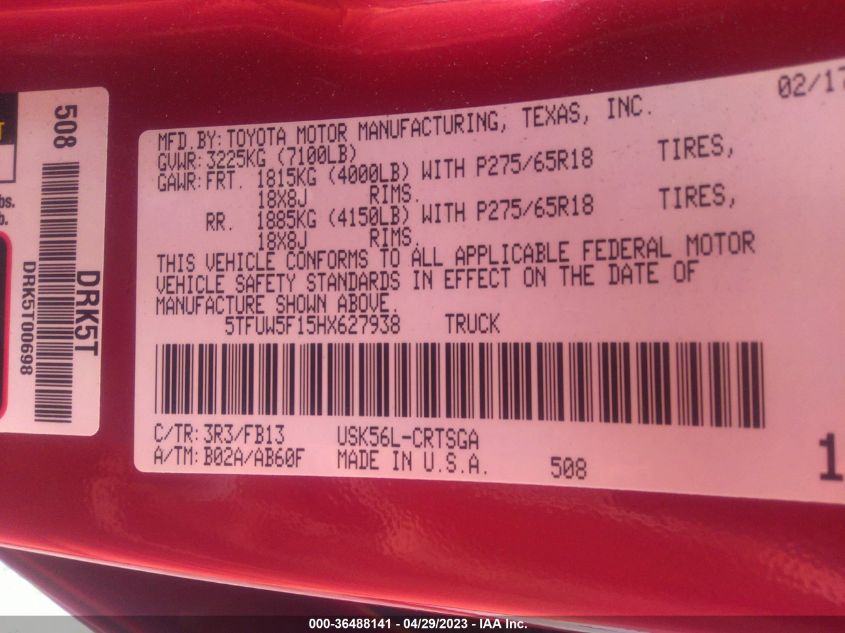 508
DRK5T
DRK5T00698
bs.
b.
02/17
MFD.BY: TOYOTA MOTOR MANUFACTURING, TEXAS, INC.
GVWR: 3225KG (7100LB)
GAWR: FRT. 1815KG (4000LB) WITH P275/65R18 TIRES,
18X8J RIMS.
RR. 1885KG (4150LB) WITH P275/65R18 TIRES,
18X8J RIMS.
THIS VEHICLE CONFORMS TO ALL APPLICABLE FEDERAL MOTOR
VEHICLE SAFETY STANDARDS IN EFFECT ON THE DATE OF
MANUFACTURE SHOWN ABOVE.
5TFUW5F15HX627938 TRUCK
C/TR: 3R3/FB13 USK56L-CRTSGA
A/TM: B02A/AB60F MADE IN U.S.A. 508
1
000-36488141 - 04/29/2023 - IAA Inc.